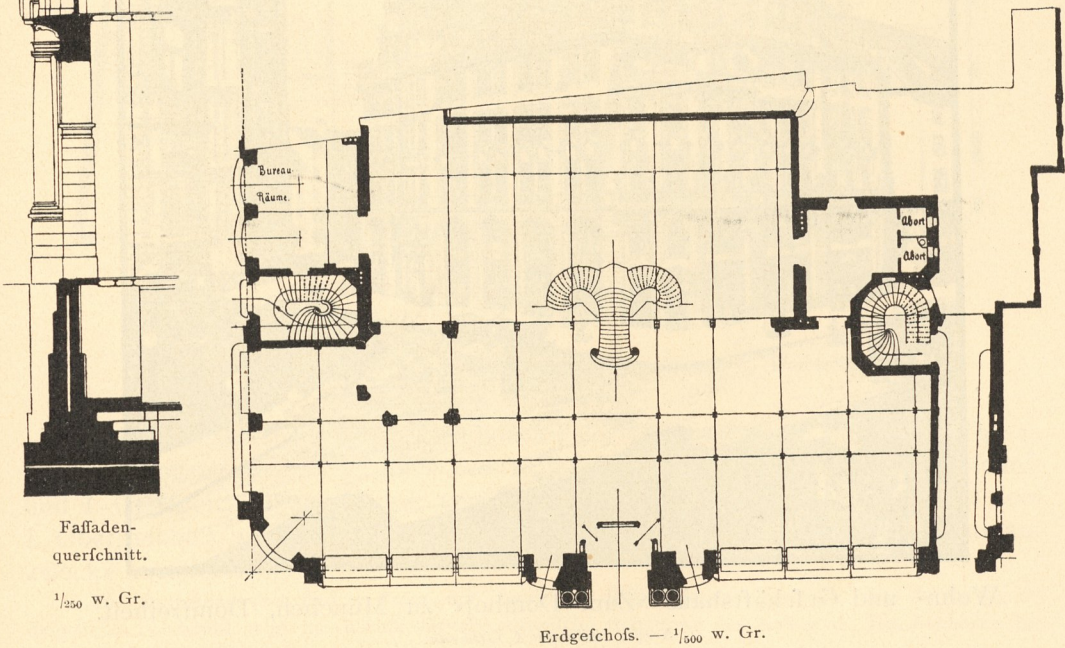 Bureau-
Räume.
Abort
Abort
Faſſaden-
querſchnitt.
1/250 w. Gr.
Erdgeſchoſs. — 1/500 w. Gr.